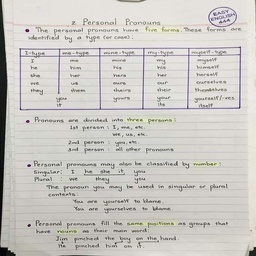 EASY ENGLISH 444
2 Personal Pronouns
• The personal pronouns have five forms. These forms are
identified by a type (or case):
I-type me-type mine-type my-type myself-type
I me mine my myself
he him his his himself
she her hers her herself
we us ours our ourselves
they them theirs their themselves
you yours your yourself/-ves
it its itself
• Pronouns are divided into three persons:
1st person: I, me, etc.
we, us, etc.
2nd person: you, etc.
3rd person: all other pronouns
• Personal pronouns may also be classified by number:
Singular: I he she it you
Plural: we they you
The pronoun you may be used in singular or plural
contexts:
You are yourself to blame.
You are yourselves to blame.
• Personal pronouns fill the same positions as groups that
have nouns as their main word:
Jim pinched the boy on the hand.
He pinched him on it.